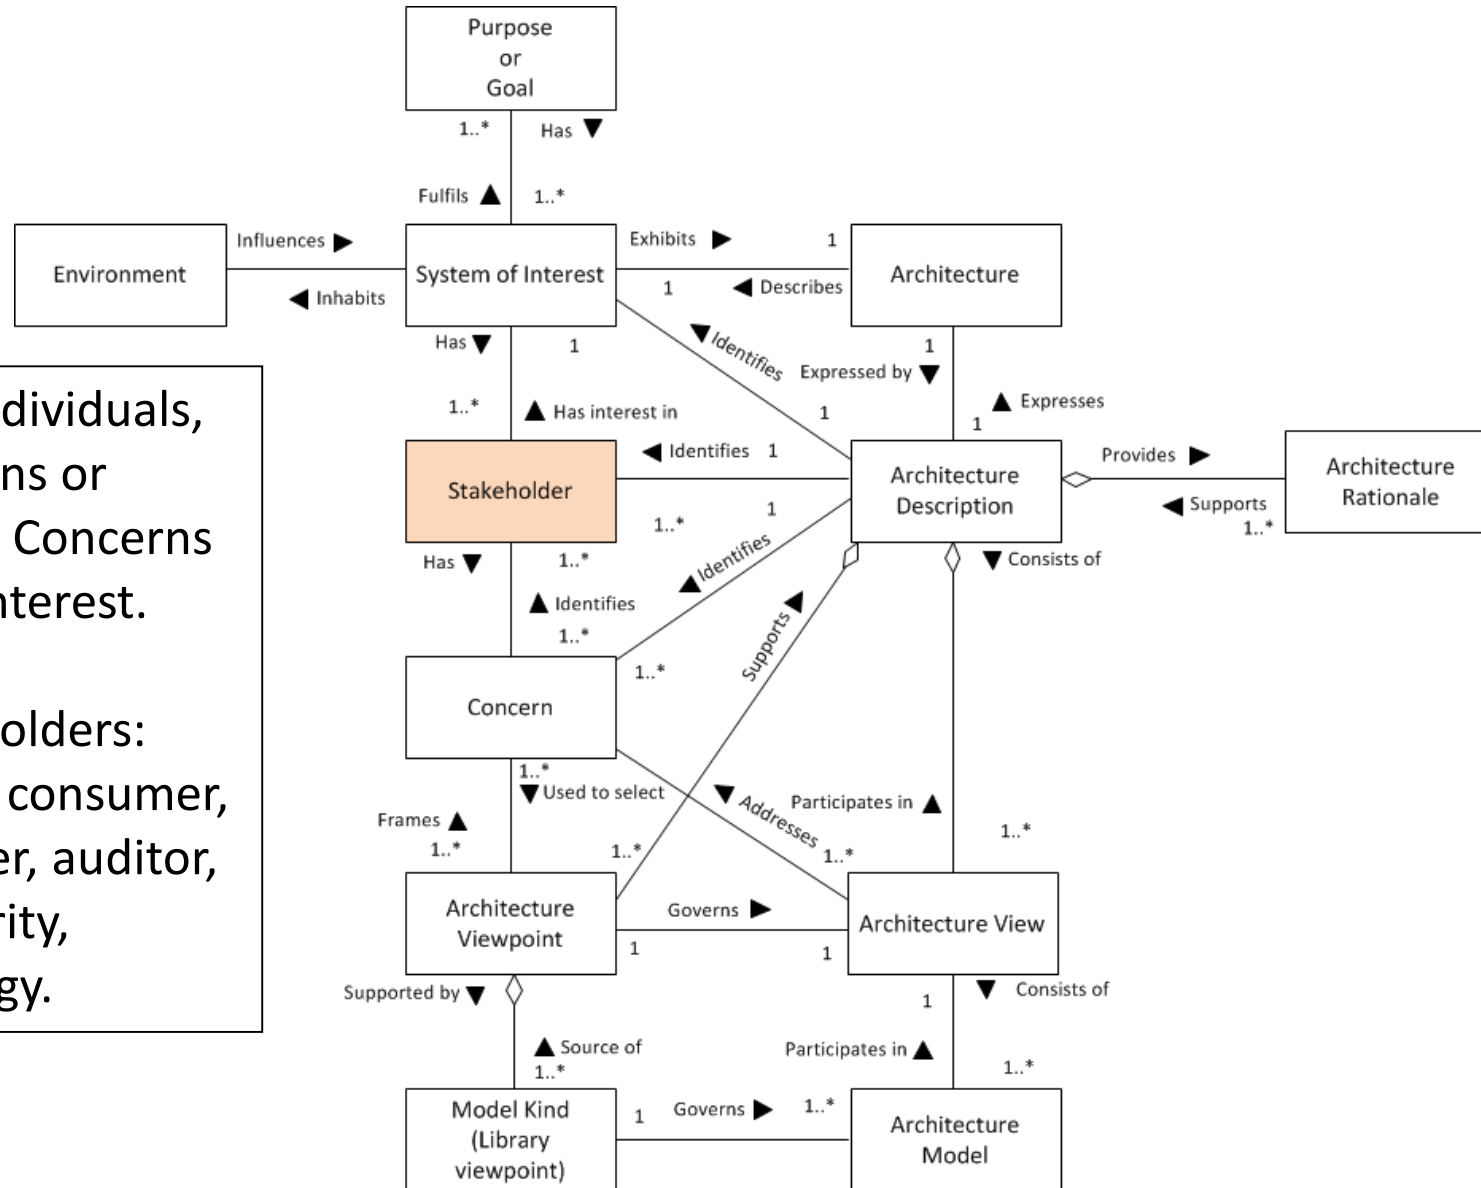 Purpose
or
Goal
1..* Has ▼
Fulfils ▲ 1..*
Environment
Influences ►
◄ Inhabits
System of Interest
Exhibits ► 1
1 ◄ Describes
Architecture
Has ▼ 1
1..* ▲ Has interest in
◄ Identifies
1
1
Expressed by ▼
▲ Expresses
1
Stakeholder
◄ Identifies 1
1..*
Architecture
Description
Provides ►
◄ Supports
1..*
Architecture
Rationale
Has ▼ 1..*
▲ Identifies
1..*
1
◄ Identifies
1..*
▼ Consists of
Supports ►
1..*
Concern
1..*
▼ Used to select
Frames ▲
1..*
◄ Addresses
1..*
Participates in ▲
1..*
Architecture
Viewpoint
Governs ►
1 1
Architecture View
Supported by ▼
▲ Source of
1..*
1 ▼ Consists of
Participates in ▲
1..*
Model Kind
(Library
viewpoint)
1 Governs ► 1..*
Architecture
Model
dividuals,
ns or
Concerns
nterest.
olders:
consumer,
er, auditor,
rity,
gy.